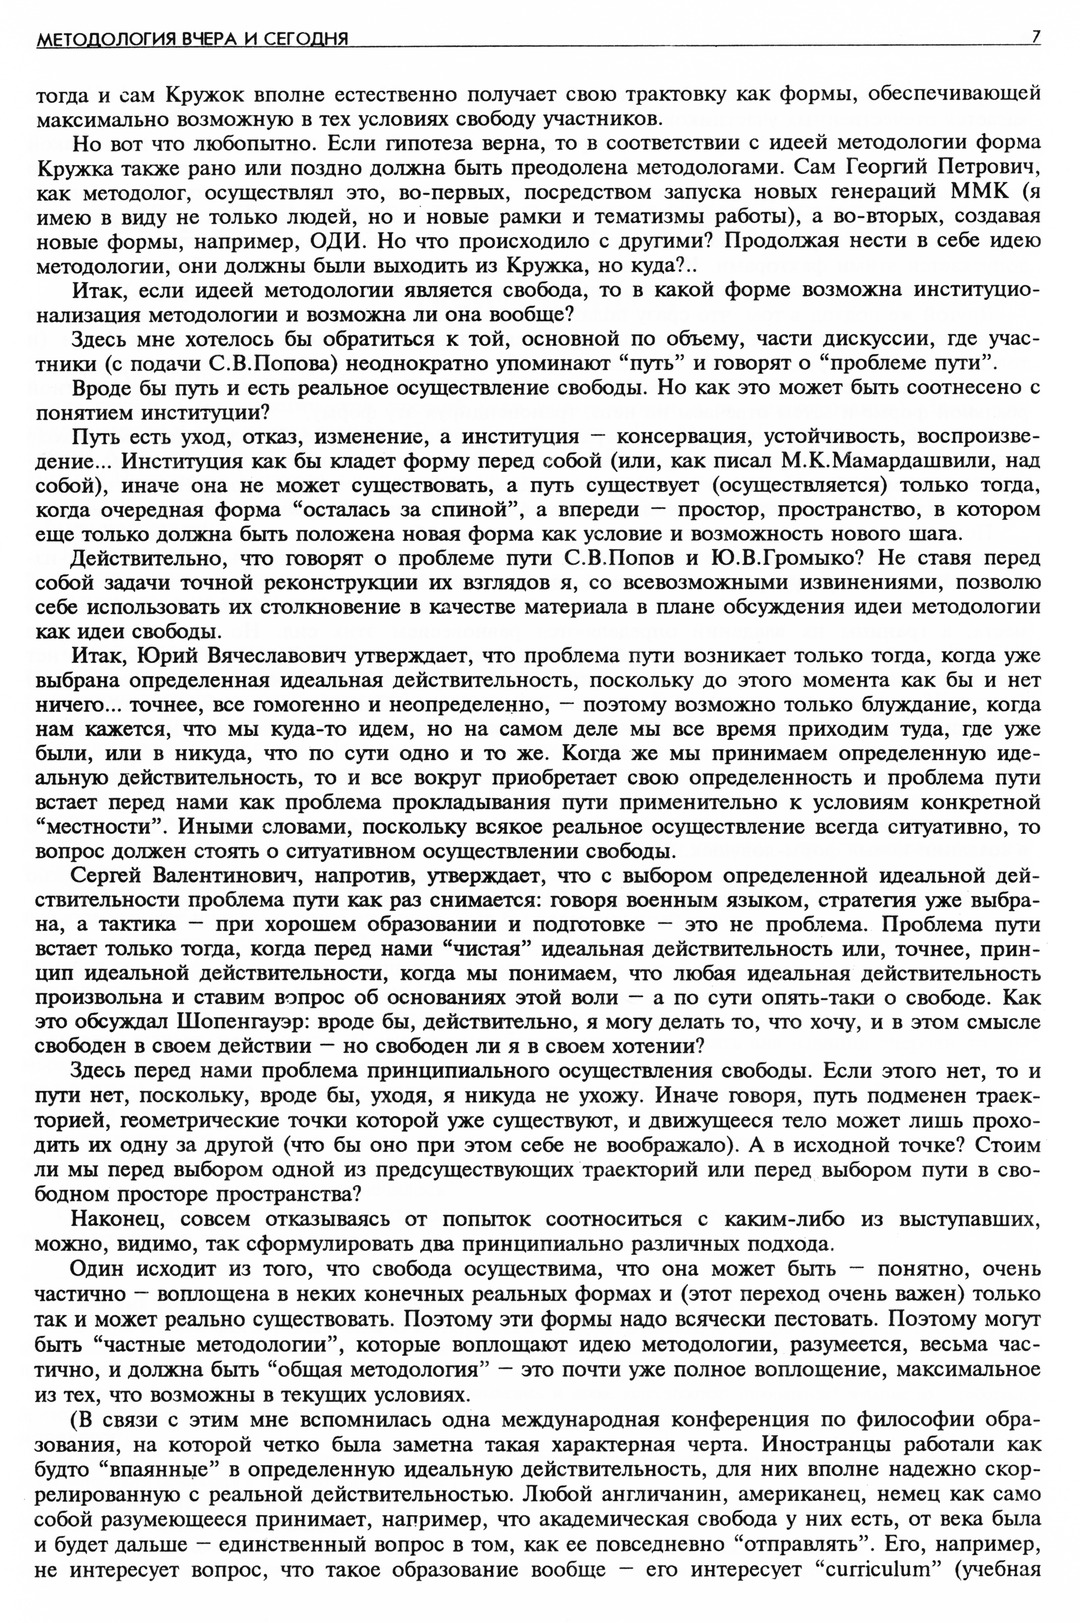 МЕТОДОЛОГИЯ ВЧЕРА И СЕГОДНЯ 7
тогда и сам Кружок вполне естественно получает свою трактовку как формы, обеспечивающей
максимально возможную в тех условиях свободу участников.
Но вот что любопытно. Если гипотеза верна, то в соответствии с идеей методологии форма
Кружка также рано или поздно должна быть преодолена методологами. Сам Георгий Петрович,
как методолог, осуществлял это, во-первых, посредством запуска новых генераций ММК (я
имею в виду не только людей, но и новые рамки и тематизмы работы), а во-вторых, создавая
новые формы, например, ОДИ. Но что происходило с другими? Продолжая нести в себе идею
методологии, они должны были выходить из Кружка, но куда?..
Итак, если идеей методологии является свобода, то в какой форме возможна институцио-
нализация методологии и возможна ли она вообще?
Здесь мне хотелось бы обратиться к той, основной по объему, части дискуссии, где учас-
тники (с подачи С.В.Попова) неоднократно упоминают “путь” и говорят о “проблеме пути”.
Вроде бы путь и есть реальное осуществление свободы. Но как это может быть соотнесено с
понятием институции?
Путь есть уход, отказ, изменение, а институция — консервация, устойчивость, воспроизве-
дение... Институция как бы кладет форму перед собой (или, как писал М.К.Мамардашвили, над
собой), иначе она не может существовать, а путь существует (осуществляется) только тогда,
когда очередная форма “осталась за спиной”, а впереди — простор, пространство, в котором
еще только должна быть положена новая форма как условие и возможность нового шага.
Действительно, что говорят о проблеме пути С.В.Попов и Ю.В.Громыко? Не ставя перед
собой задачи точной реконструкции их взглядов я, со всевозможными извинениями, позволю
себе использовать их столкновение в качестве материала в плане обсуждения идеи методологии
как идеи свободы.
Итак, Юрий Вячеславович утверждает, что проблема пути возникает только тогда, когда уже
выбрана определенная идеальная действительность, поскольку до этого момента как бы и нет
ничего... точнее, все гомогенно и неопределенно, — поэтому возможно только блуждание, когда
нам кажется, что мы куда-то идем, но на самом деле мы все время приходим туда, где уже
были, или в никуда, что по сути одно и то же. Когда же мы принимаем определенную иде-
альную действительность, то и все вокруг приобретает свою определенность и проблема пути
встает перед нами как проблема прокладывания пути применительно к условиям конкретной
“местности”. Иными словами, поскольку всякое реальное осуществление всегда ситуативно, то
вопрос должен стоять о ситуативном осуществлении свободы.
Сергей Валентинович, напротив, утверждает, что с выбором определенной идеальной дей-
ствительности проблема пути как раз снимается: говоря военным языком, стратегия уже выбра-
на, а тактика — при хорошем образовании и подготовке — это не проблема. Проблема пути
встает только тогда, когда перед нами “чистая” идеальная действительность или, точнее, прин-
цип идеальной действительности, когда мы понимаем, что любая идеальная действительность
произвольна и ставим вопрос об основаниях этой воли — а по сути опять-таки о свободе. Как
это обсуждал Шопенгауэр: вроде бы, действительно, я могу делать то, что хочу, и в этом смысле
свободен в своем действии — но свободен ли я в своем хотении?
Здесь перед нами проблема принципиального осуществления свободы. Если этого нет, то и
пути нет, поскольку, вроде бы, уходя, я никуда не ухожу. Иначе говоря, путь подменен траек-
торией, геометрические точки которой уже существуют, и движущееся тело может лишь прохо-
дить их одну за другой (что бы оно при этом себе не воображало). А в исходной точке? Стоим
ли мы перед выбором одной из предсуществующих траекторий или перед выбором пути в сво-
бодном просторе пространства?
Наконец, совсем отказываясь от попыток соотноситься с каким-либо из выступавших,
можно, видимо, так сформулировать два принципиально различных подхода.
Один исходит из того, что свобода осуществима, что она может быть — понятно, очень
частично — воплощена в неких конечных реальных формах и (этот переход очень важен) только
так и может реально существовать. Поэтому эти формы надо всячески пестовать. Поэтому могут
быть “частные методологии”, которые воплощают идею методологии, разумеется, весьма час-
тично, и должна быть “общая методология” — это почти уже полное воплощение, максимальное
из тех, что возможны в текущих условиях.
(В связи с этим мне вспомнилась одна международная конференция по философии обра-
зования, на которой четко была заметна такая характерная черта. Иностранцы работали как
будто “впаянные” в определенную идеальную действительность, для них вполне надежно скор-
релированную с реальной действительностью. Любой англичанин, американец, немец как само
собой разумеющееся принимает, например, что академическая свобода у них есть, от века была
и будет дальше — единственный вопрос в том, как ее повседневно “отправлять”. Его, например,
не интересует вопрос, что такое образование вообще — его интересует “curriculum” (учебная